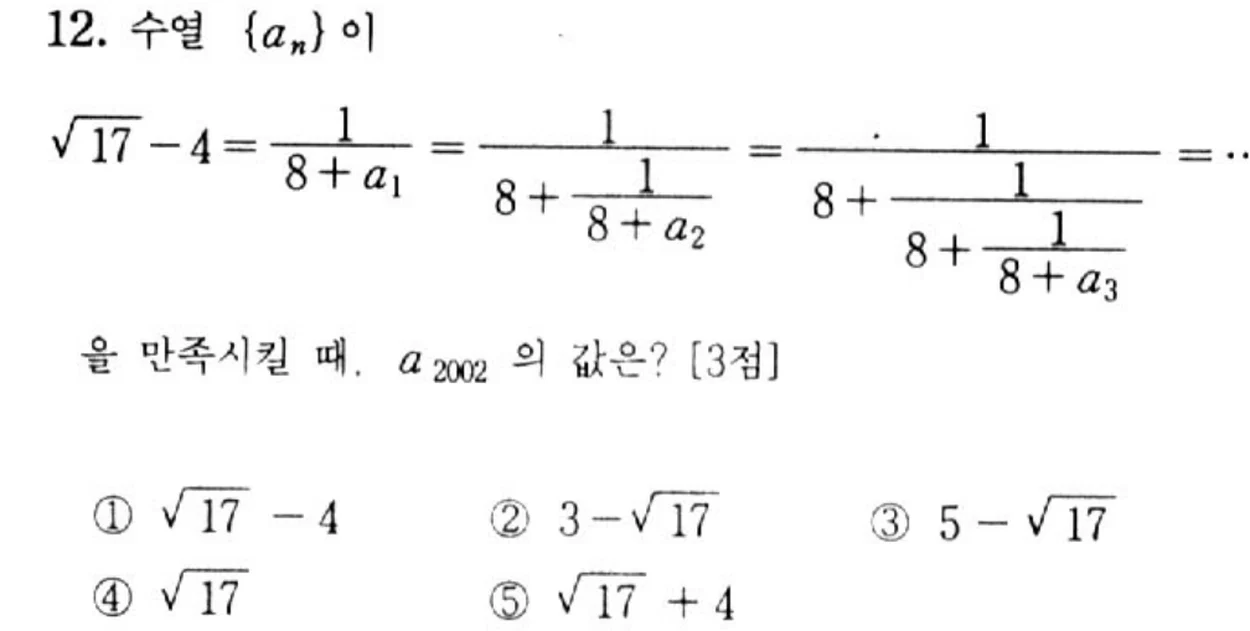 12. 수열 {aₙ}이
√17 − 4 = 1/(8 + a₁) = 1/(8 + 1/(8 + a₂)) = 1/(8 + 1/(8 + 1/(8 + a₃))) = ··
을 만족시킬 때. a₂₀₀₂ 의 값은? [3점]
① √17 − 4 ② 3 − √17 ③ 5 − √17
④ √17 ⑤ √17 + 4